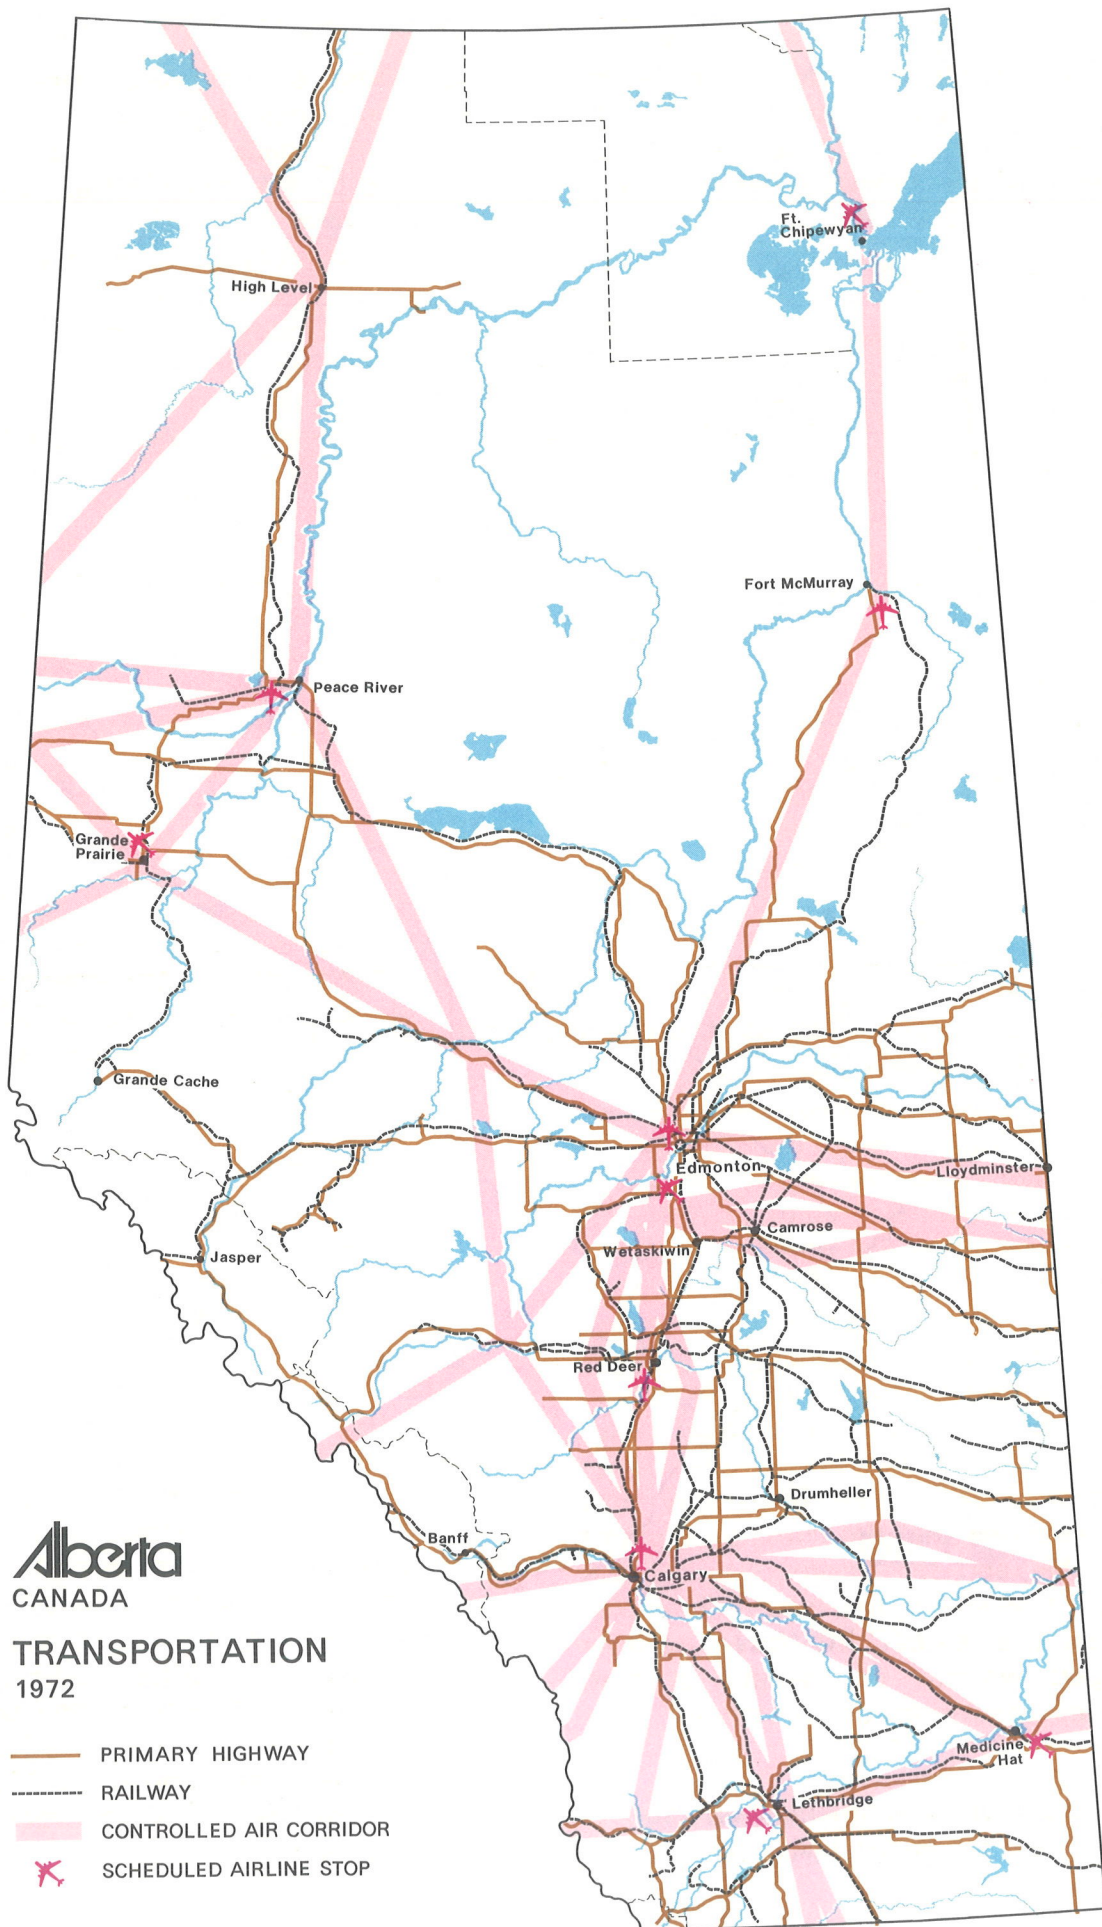 Ft.
Chipewyan
High Level
Fort McMurray
Peace River
Grande
Prairie
Grande Cache
Edmonton
Lloydminster
Camrose
Wetaskiwin
Jasper
Red Deer
Drumheller
Banff
Calgary
Medicine
Hat
Lethbridge
Alberta
CANADA
TRANSPORTATION
1972
PRIMARY HIGHWAY
RAILWAY
CONTROLLED AIR CORRIDOR
SCHEDULED AIRLINE STOP